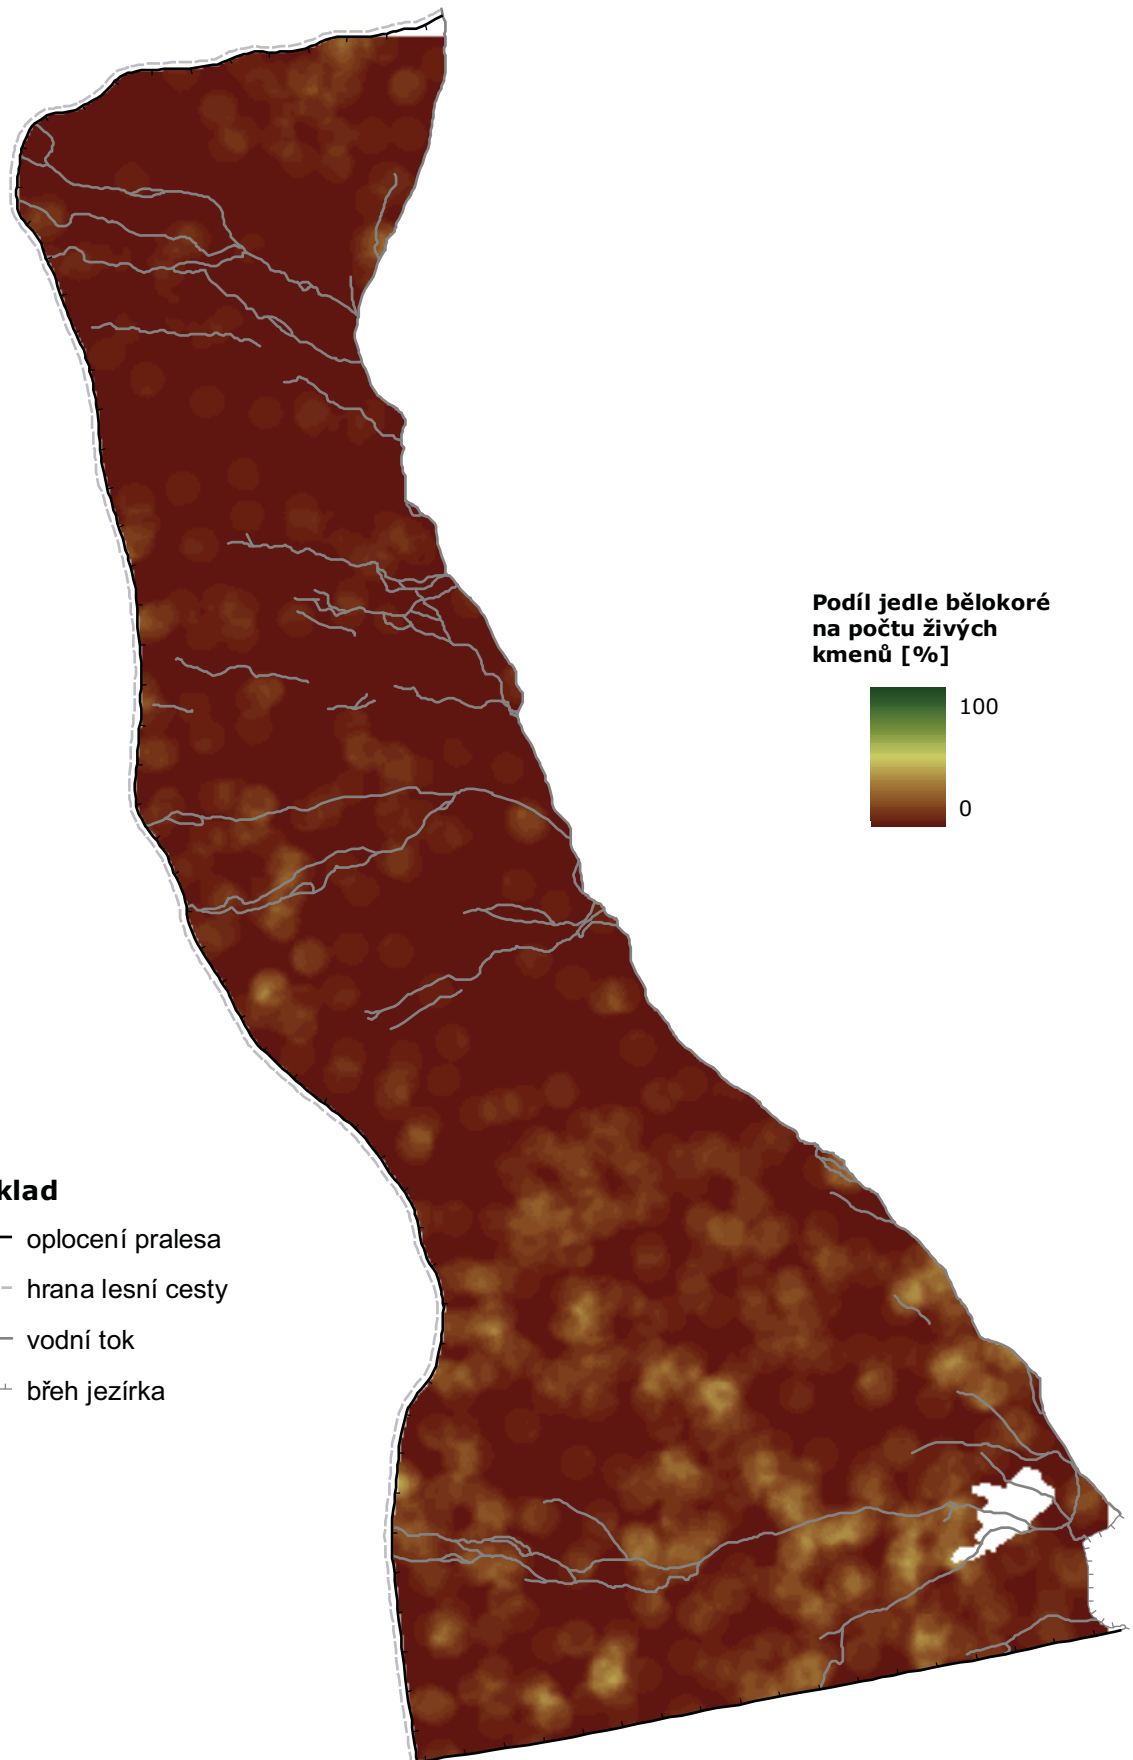 Podíl jedle bělokoré
na počtu živých
kmenů [%]
100
0
klad
oplocení pralesa
hrana lesní cesty
vodní tok
břeh jezírka